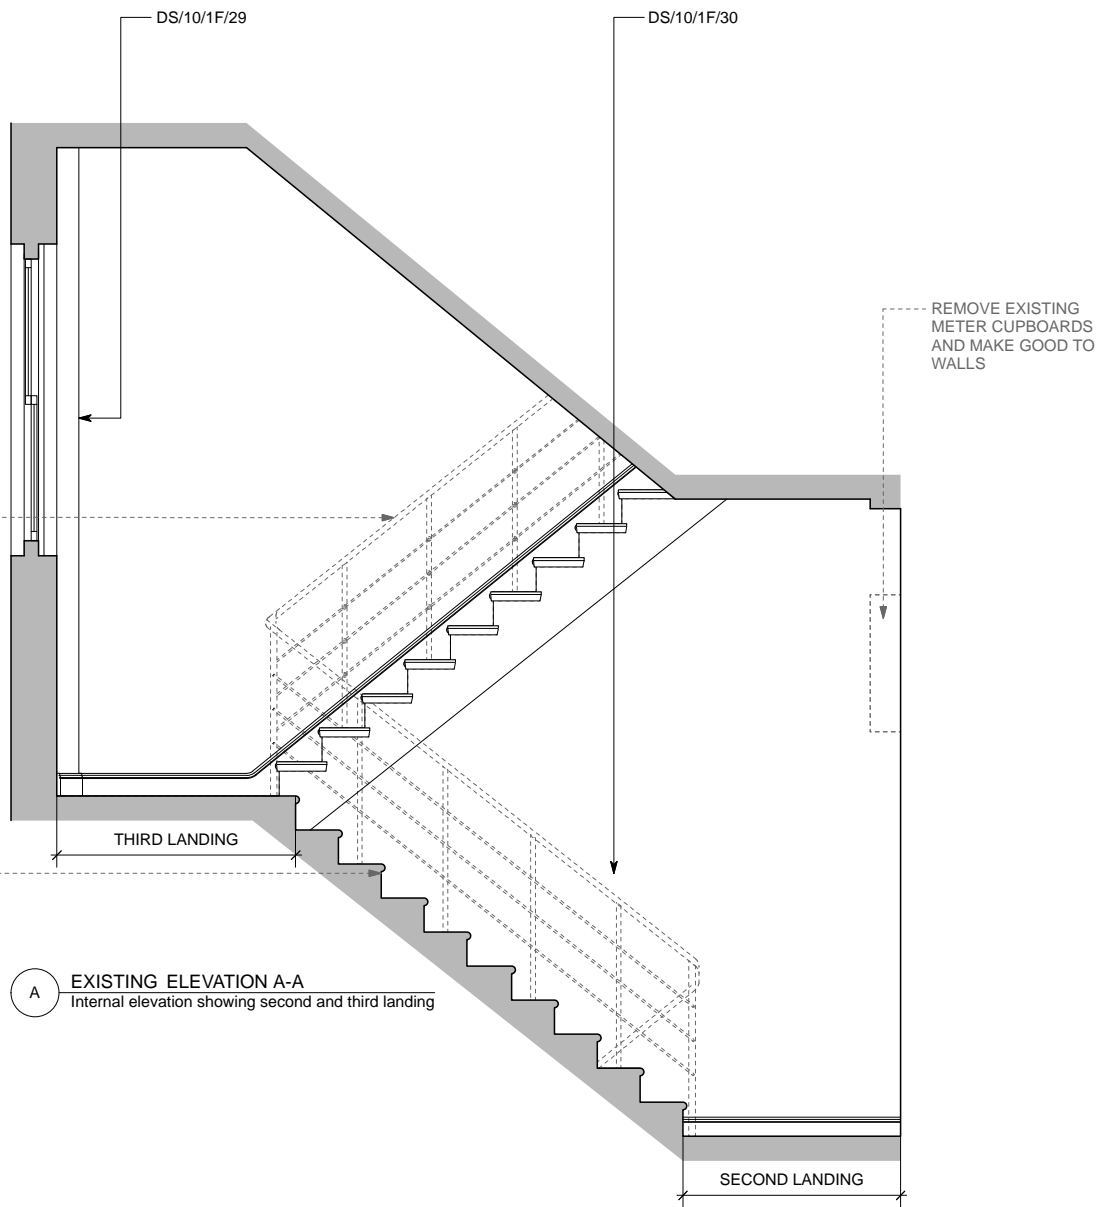 DS/10/1F/29
DS/10/1F/30
REMOVE EXISTING
METER CUPBOARDS
AND MAKE GOOD TO
WALLS
THIRD LANDING
A
EXISTING ELEVATION A-A
Internal elevation showing second and third landing
SECOND LANDING